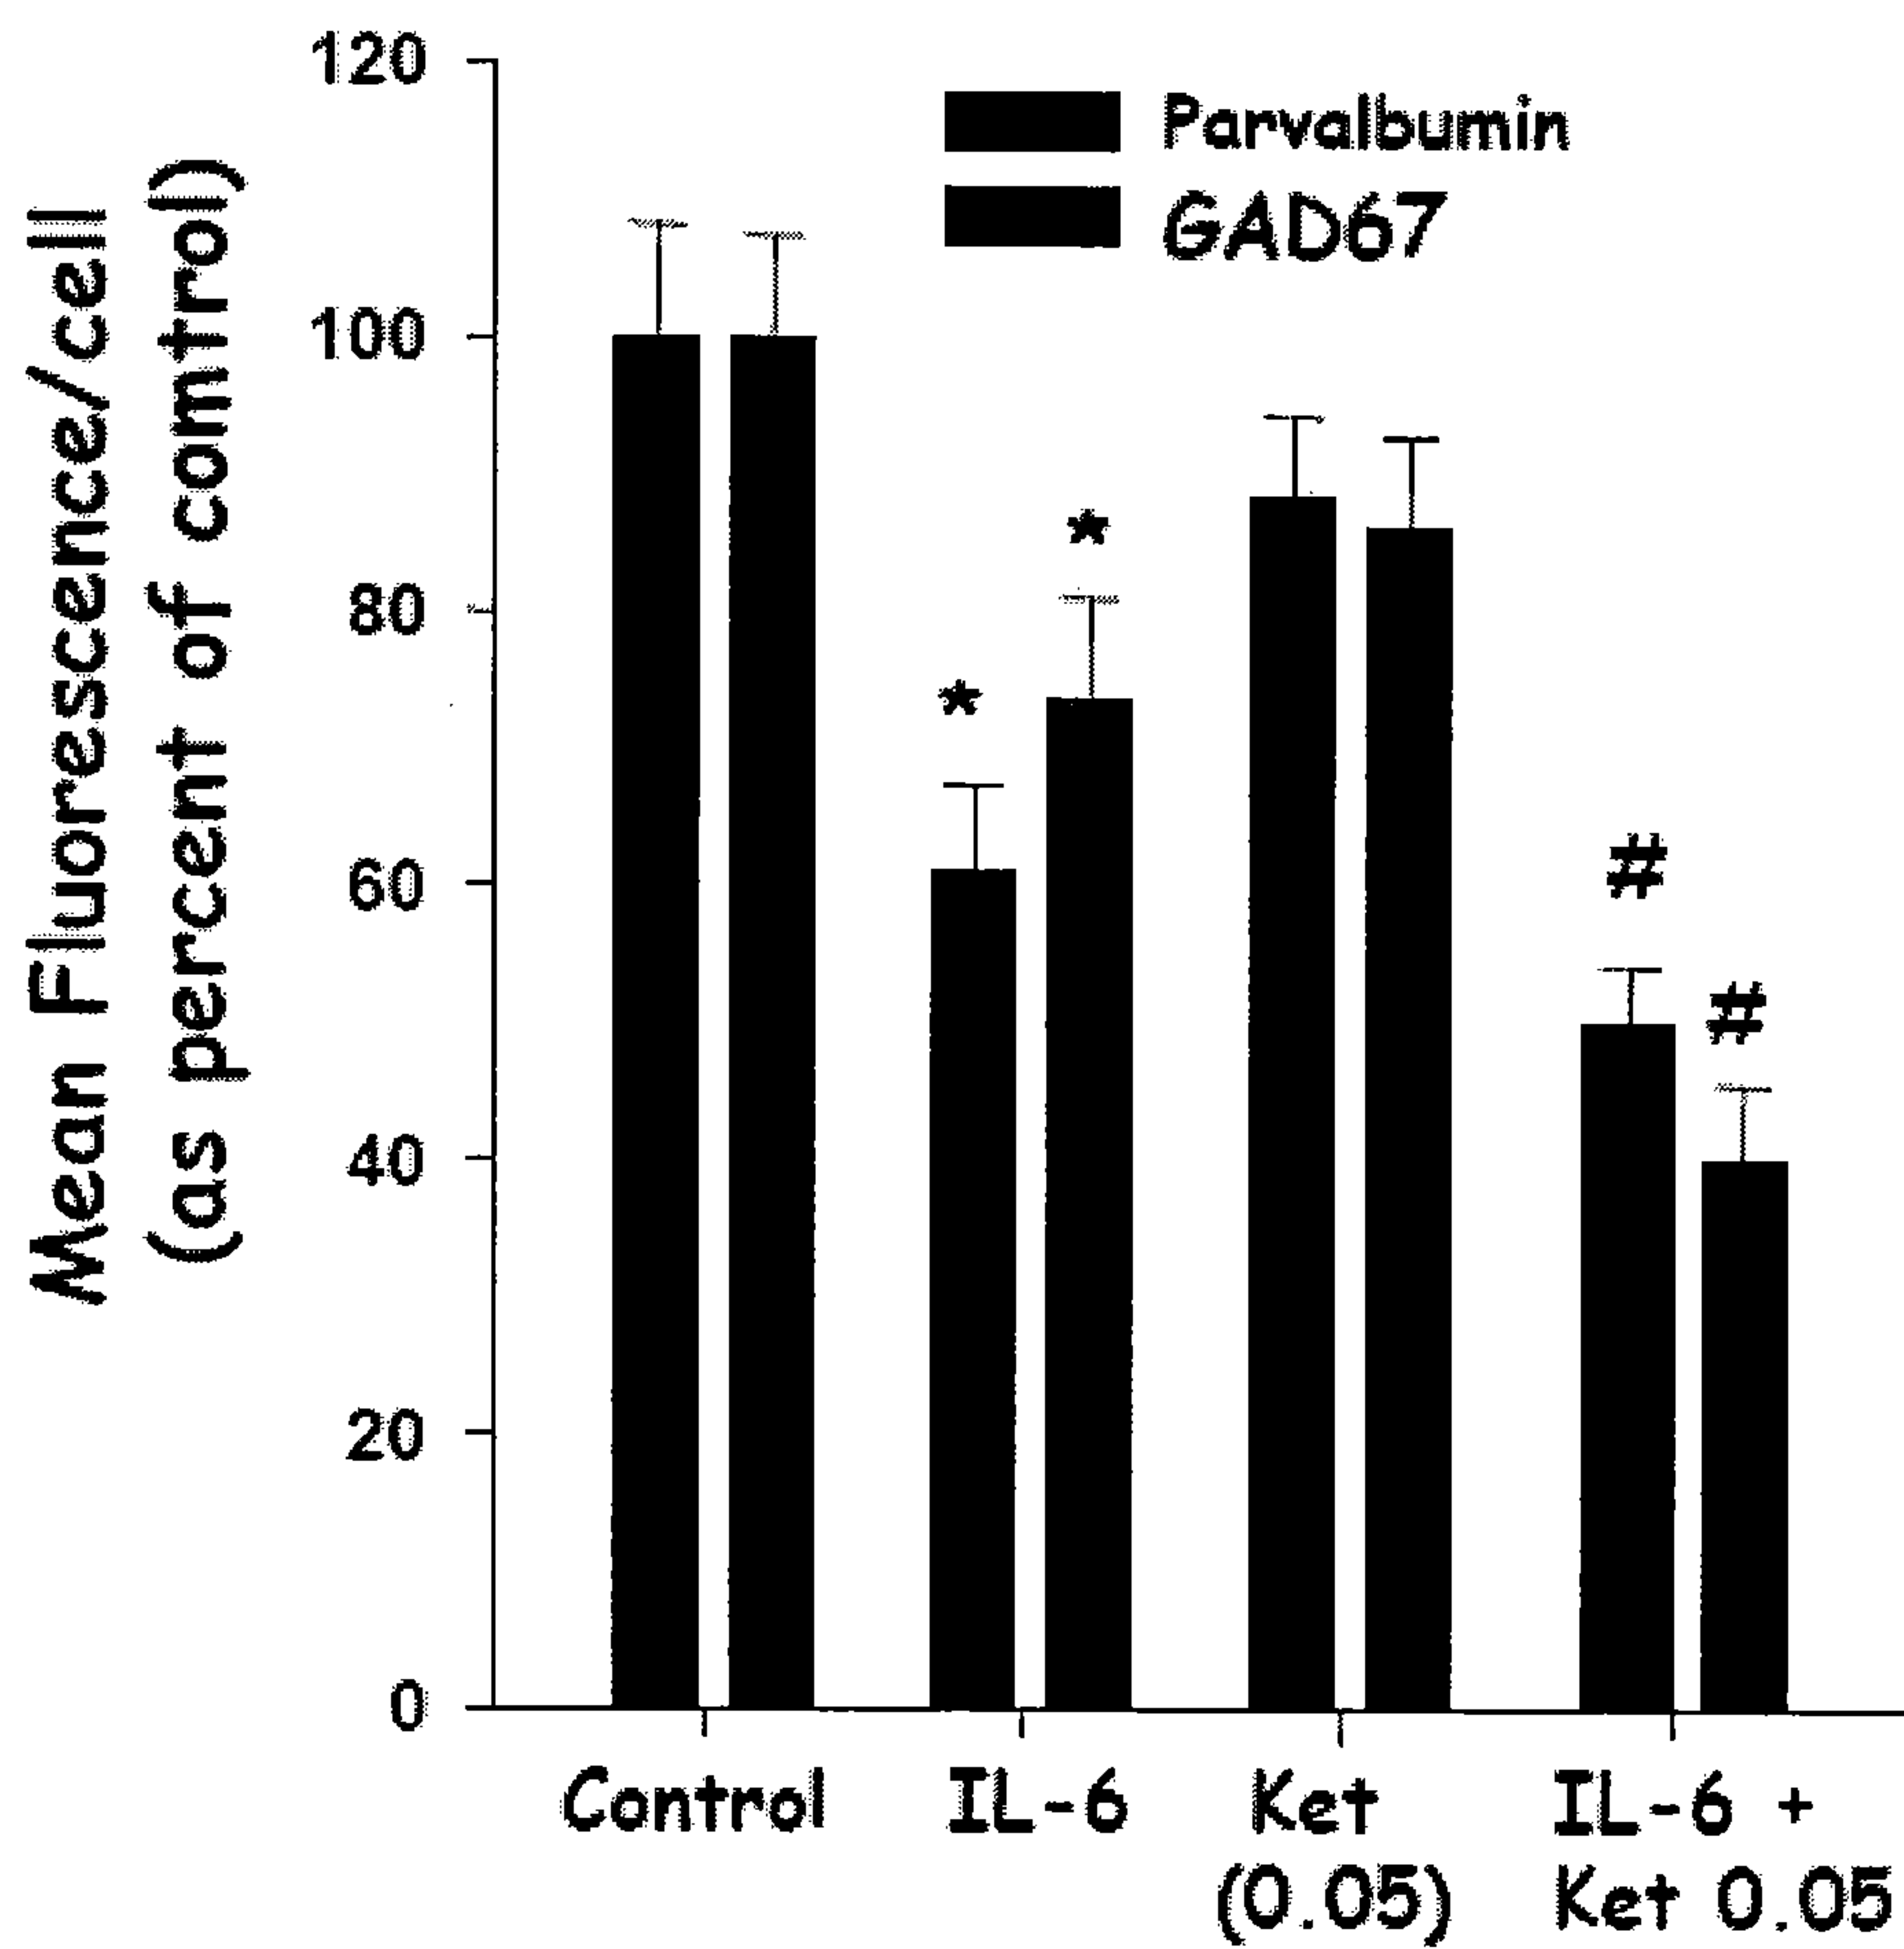 Mean Fluorescence/cell
(as percent of control)
120
100
80
60
40
20
0
Parvalbumin
GAD67
*
*
#
#
Control
IL-6
Ket
(0.05)
IL-6 +
Ket 0.05